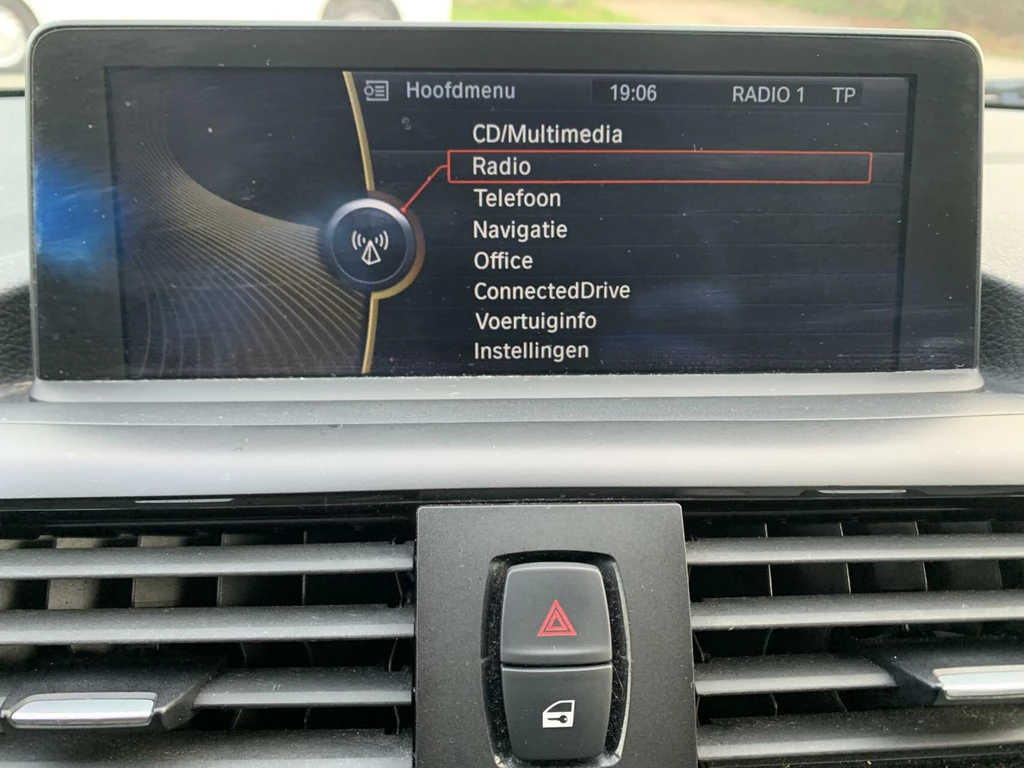 Hoofdmenu 19:06 RADIO 1 TP
CD/Multimedia
Radio
Telefoon
Navigatie
Office
ConnectedDrive
Voertuiginfo
Instellingen